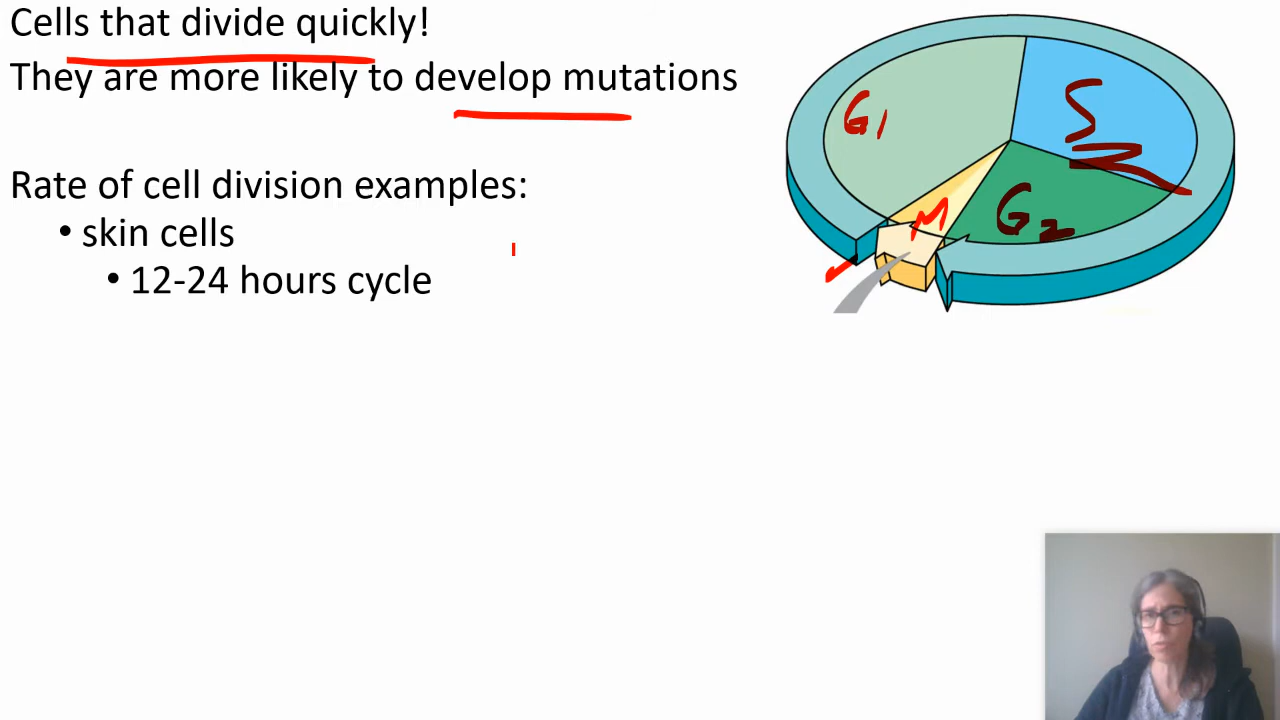 Cells that divide quickly!
They are more likely to develop mutations
Rate of cell division examples:
• skin cells
• 12-24 hours cycle
G1
S
G2
M